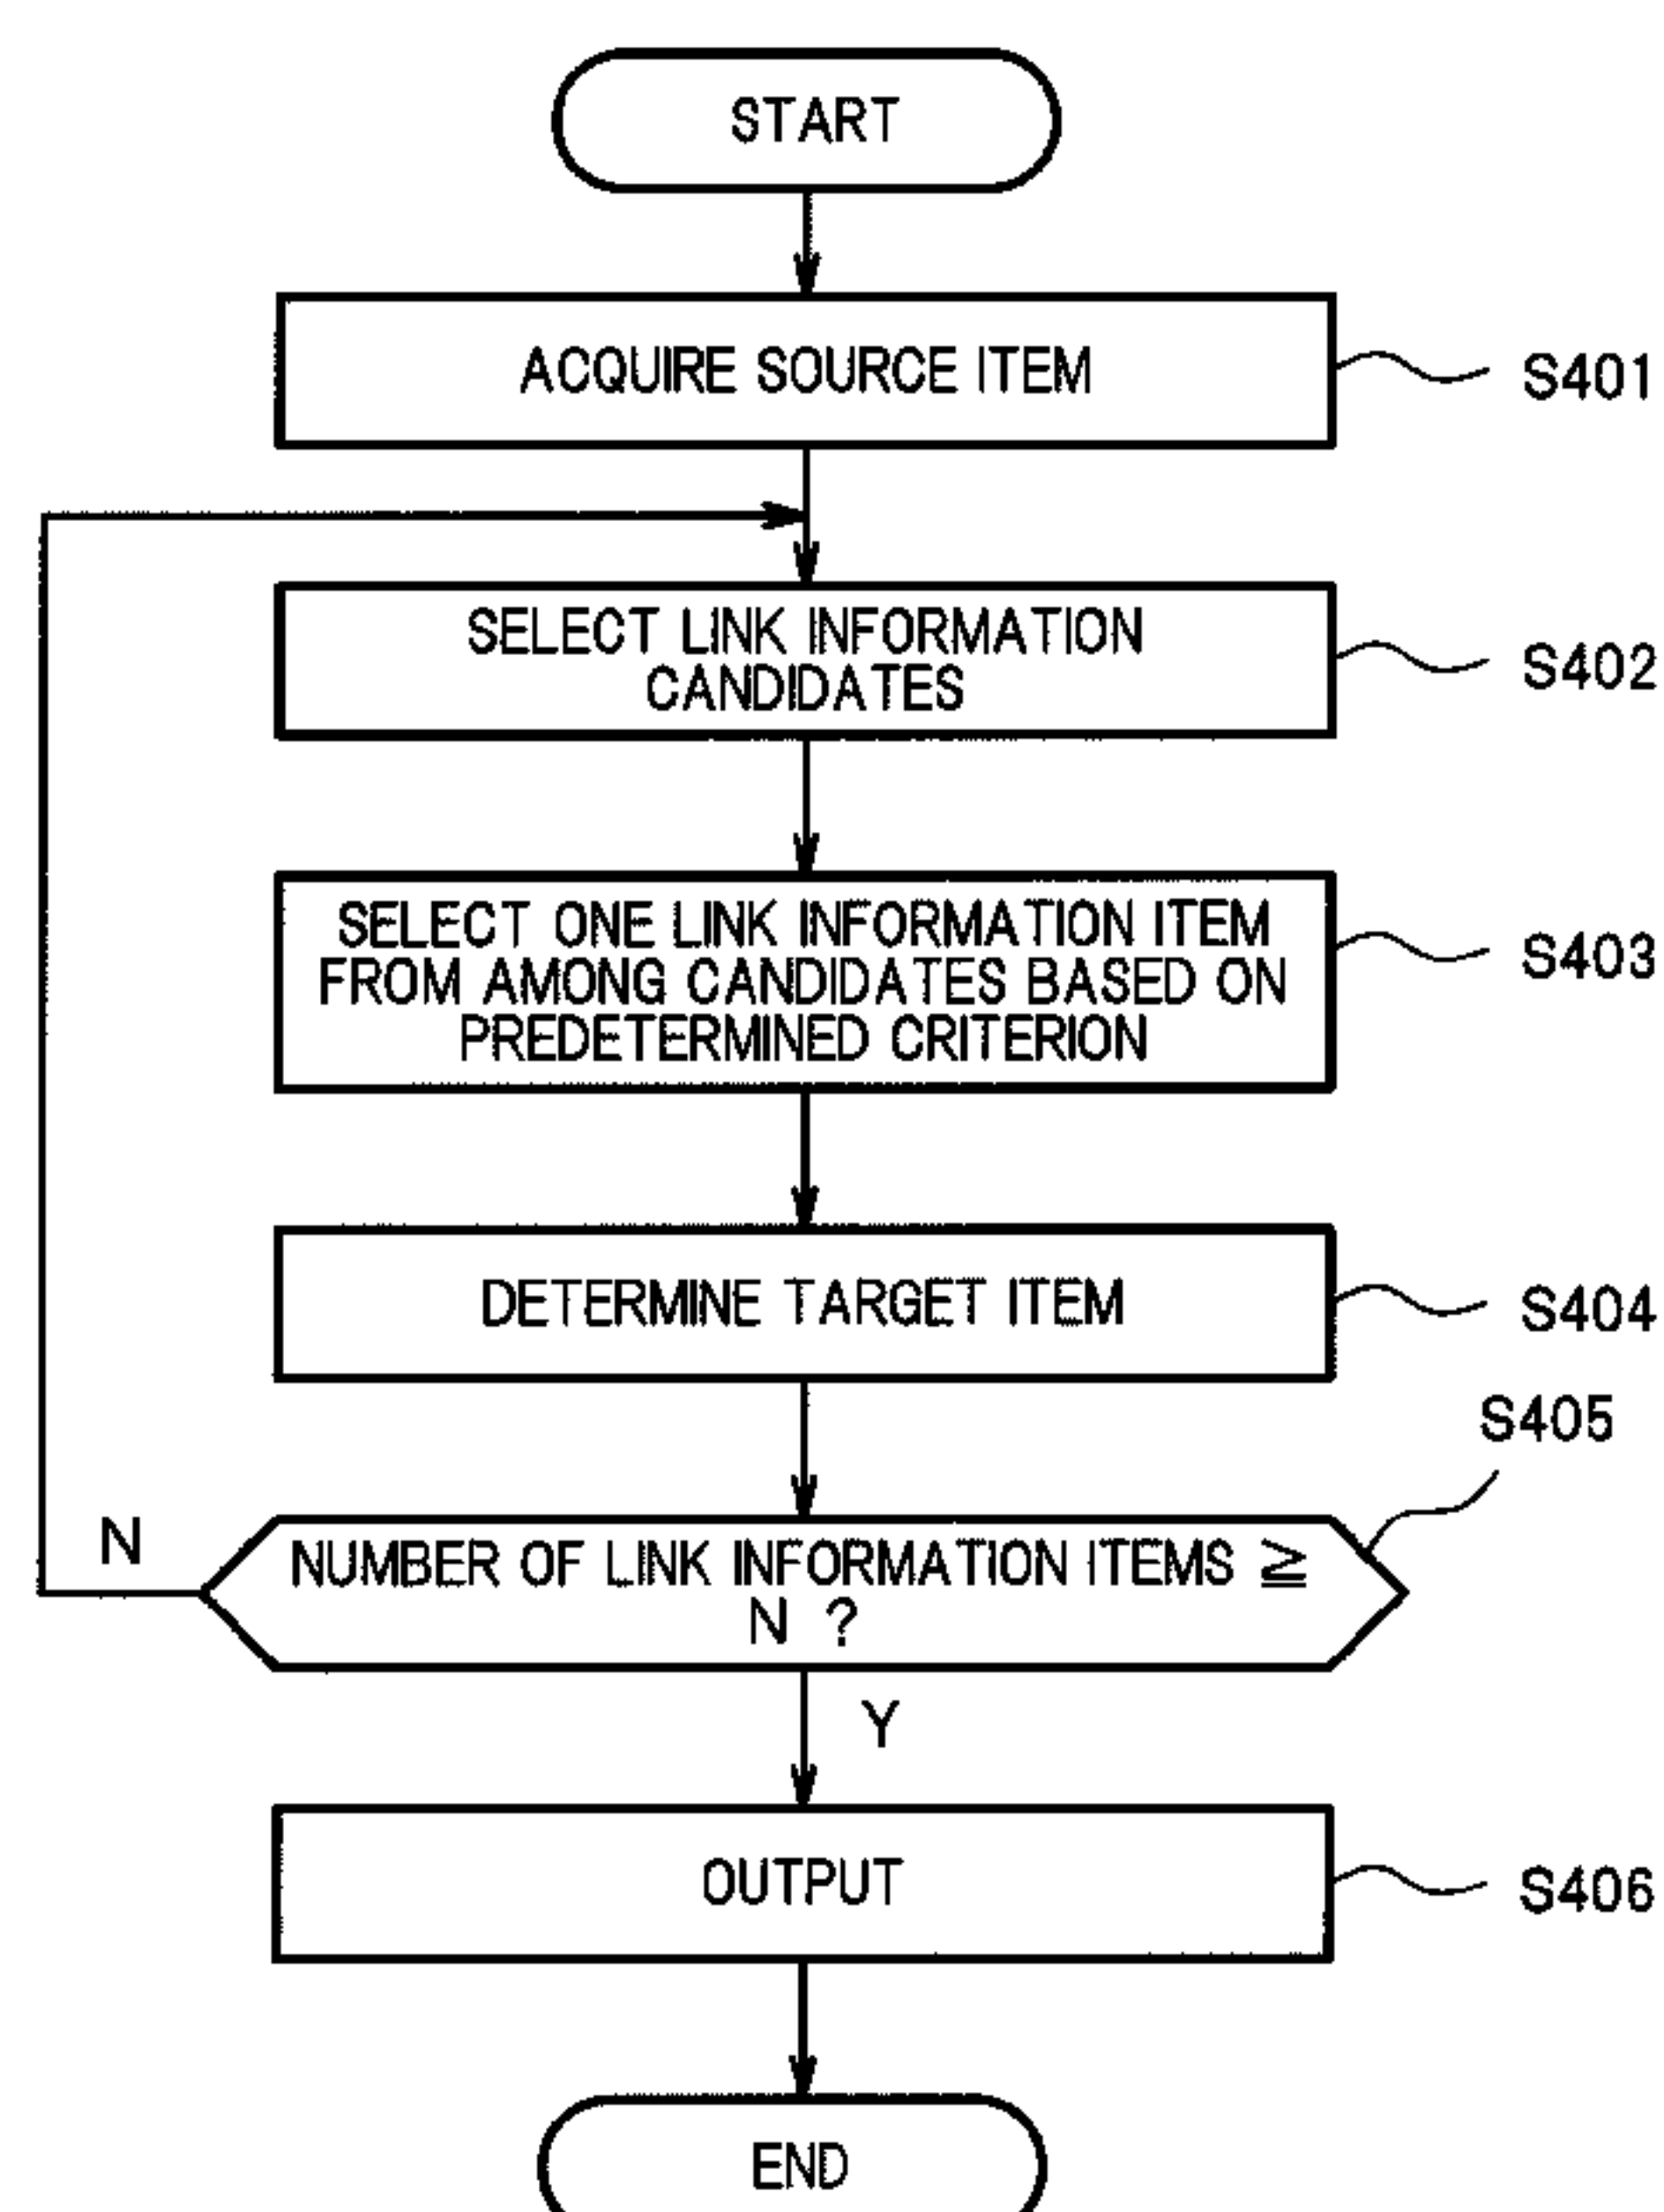 START
ACQUIRE SOURCE ITEM
S401
SELECT LINK INFORMATION
CANDIDATES
S402
SELECT ONE LINK INFORMATION ITEM
FROM AMONG CANDIDATES BASED ON
PREDETERMINED CRITERION
S403
DETERMINE TARGET ITEM
S404
S405
N
NUMBER OF LINK INFORMATION ITEMS ≧
N ?
Y
OUTPUT
S406
END